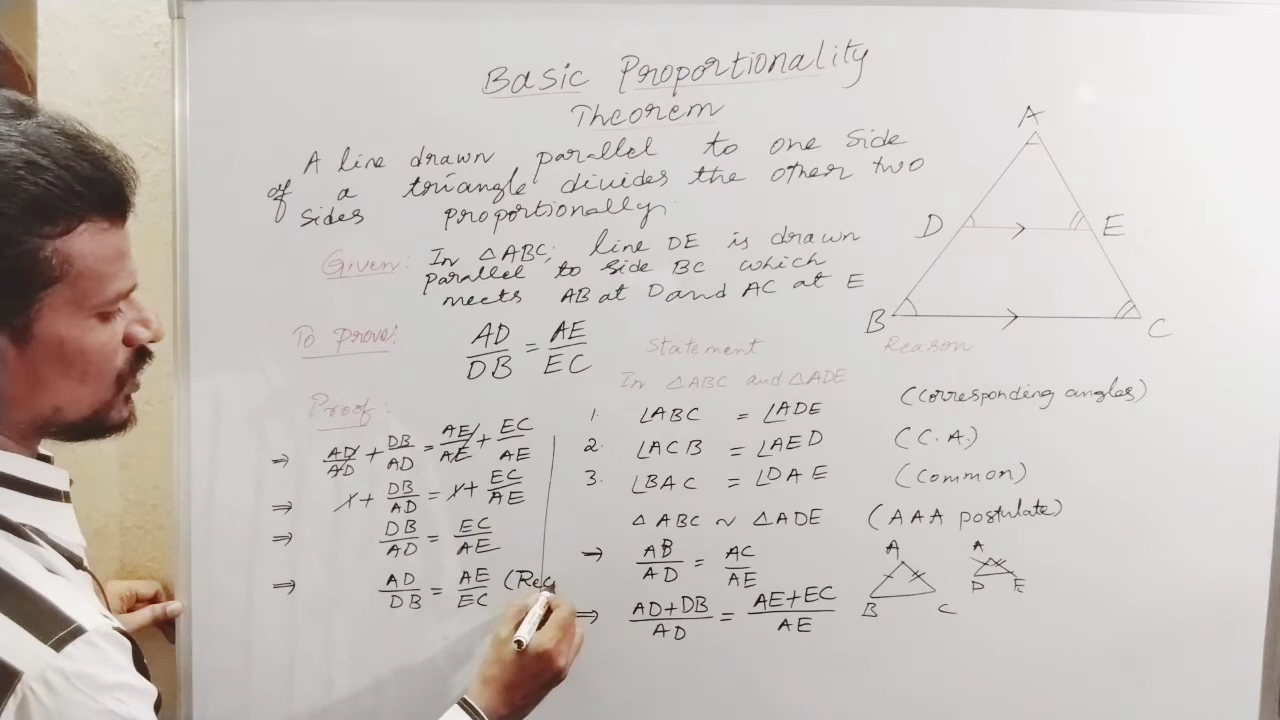 Basic Proportionality
Theorem
A line drawn parallel to one side
of a triangle divides the other two
sides proportionally.
Given: In △ABC; line DE is drawn
parallel to side BC which
meets AB at D and AC at E
To Prove: AD/DB = AE/EC
Statement Reason
Proof: In △ABC and △ADE
1. ∠ABC = ∠ADE (Corresponding angles)
2. ∠ACB = ∠AED (C.A.)
3. ∠BAC = ∠DAE (Common)
△ABC ~ △ADE (AAA postulate)
→ AB/AD = AC/AE
⇒ AD+DB/AD = AE+EC/AE
⇒ AD/AD + DB/AD = AE/AE + EC/AE
⇒ 1 + DB/AD = 1 + EC/AE
⇒ DB/AD = EC/AE
⇒ AD/DB = AE/EC (Rec
A
D E
B C
A
B C
A
D E